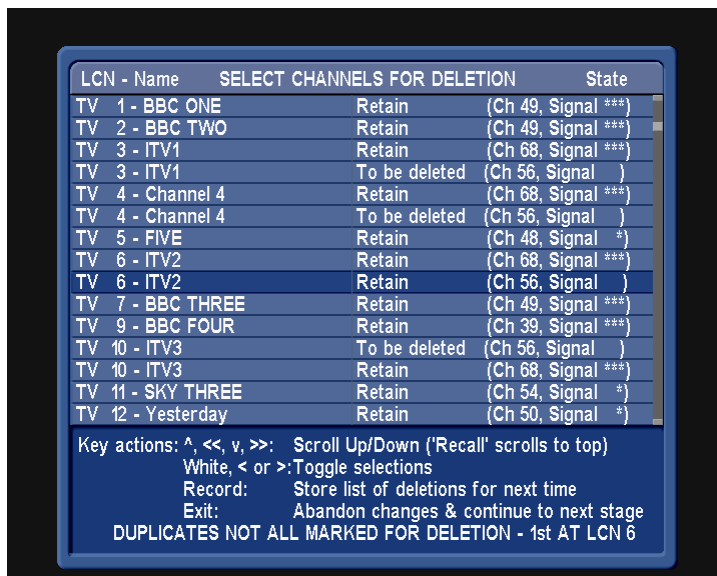 LCN - Name SELECT CHANNELS FOR DELETION State
TV 1 - BBC ONE Retain (Ch 49, Signal ***)
TV 2 - BBC TWO Retain (Ch 49, Signal ***)
TV 3 - ITV1 Retain (Ch 68, Signal ***)
TV 3 - ITV1 To be deleted (Ch 56, Signal )
TV 4 - Channel 4 Retain (Ch 68, Signal ***)
TV 4 - Channel 4 To be deleted (Ch 56, Signal )
TV 5 - FIVE Retain (Ch 48, Signal *)
TV 6 - ITV2 Retain (Ch 68, Signal ***)
TV 6 - ITV2 Retain (Ch 56, Signal )
TV 7 - BBC THREE Retain (Ch 49, Signal ***)
TV 9 - BBC FOUR Retain (Ch 39, Signal ***)
TV 10 - ITV3 To be deleted (Ch 56, Signal )
TV 10 - ITV3 Retain (Ch 68, Signal ***)
TV 11 - SKY THREE Retain (Ch 54, Signal *)
TV 12 - Yesterday Retain (Ch 50, Signal *)
Key actions: ^, <<, v, >>: Scroll Up/Down ('Recall' scrolls to top)
White, < or >: Toggle selections
Record: Store list of deletions for next time
Exit: Abandon changes & continue to next stage
DUPLICATES NOT ALL MARKED FOR DELETION - 1st AT LCN 6